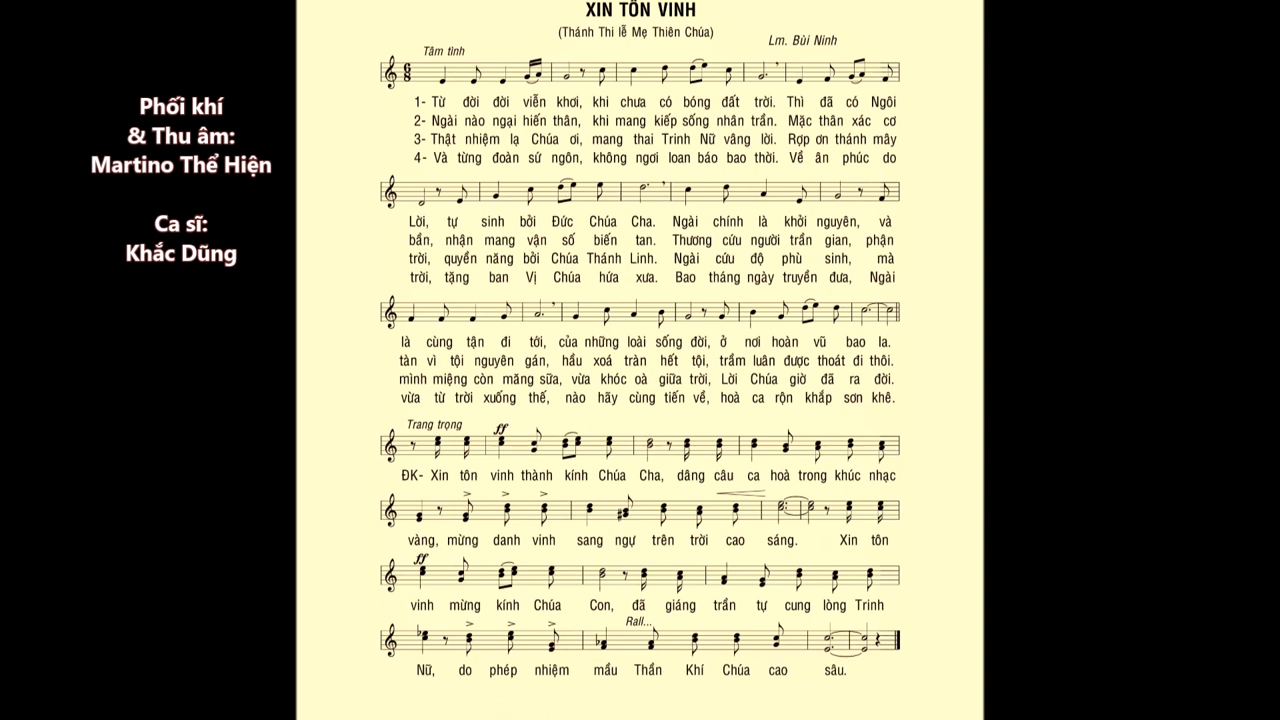 XIN TÔN VINH
(Thánh Thi lễ Mẹ Thiên Chúa)
Lm. Bùi Ninh
Tâm tình
Phối khí
& Thu âm:
Martino Thể Hiện
Ca sĩ:
Khắc Dũng
1- Từ đời đời viễn khơi, khi chưa có bóng đất trời. Thì đã có Ngôi
2- Ngài nào ngại hiến thân, khi mang kiếp sống nhân trần. Mặc thân xác cơ
3- Thật nhiệm lạ Chúa ơi, mang thai Trinh Nữ vâng lời. Rợp ơn thánh mây
4- Và từng đoàn sứ ngôn, không ngơi loan báo bao thời. Về ân phúc do
Lời, tự sinh bởi Đức Chúa Cha. Ngài chính là khởi nguyên, và
bần, nhận mang vận số biến tan. Thương cứu người trần gian, phận
trời, quyền năng bởi Chúa Thánh Linh. Ngài cứu độ phù sinh, mà
trời, tặng ban Vị Chúa hứa xưa. Bao tháng ngày truyền đưa, Ngài
là cùng tận đi tới, của những loài sống đời, ở nơi hoàn vũ bao la.
tàn vì tội nguyên gán, hầu xoá tràn hết tội, trầm luân được thoát đi thôi.
mình miệng còn măng sữa, vừa khóc oà giữa trời, Lời Chúa giờ đã ra đời.
vừa từ trời xuống thế, nào hãy cùng tiến về, hoà ca rộn khắp sơn khê.
Trang trọng
ff
ĐK- Xin tôn vinh thành kính Chúa Cha, dâng câu ca hoà trong khúc nhạc
vàng, mừng danh vinh sang ngự trên trời cao sáng. Xin tôn
ff
vinh mừng kính Chúa Con, đã giáng trần tự cung lòng Trinh
Rall...
Nữ, do phép nhiệm mầu Thần Khí Chúa cao sâu.